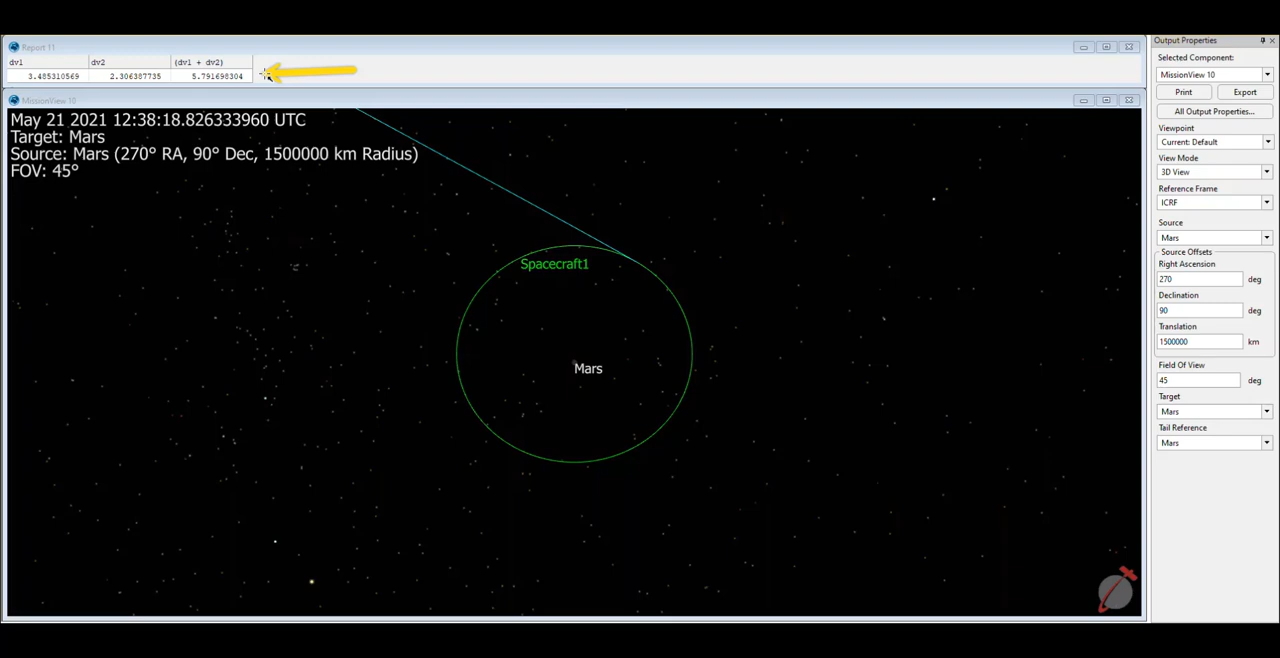 Report 11
dv1 dv2 (dv1 + dv2)
3.485310569 2.306387735 5.791698304
MissionView 10
May 21 2021 12:38:18.826333960 UTC
Target: Mars
Source: Mars (270° RA, 90° Dec, 1500000 km Radius)
FOV: 45°
Spacecraft1
Mars
Output Properties
Selected Component:
MissionView 10
Print Export
All Output Properties...
Viewpoint
Current: Default
View Mode
3D View
Reference Frame
ICRF
Source
Mars
Source Offsets
Right Ascension
270 deg
Declination
90 deg
Translation
1500000 km
Field Of View
45 deg
Target
Mars
Tail Reference
Mars